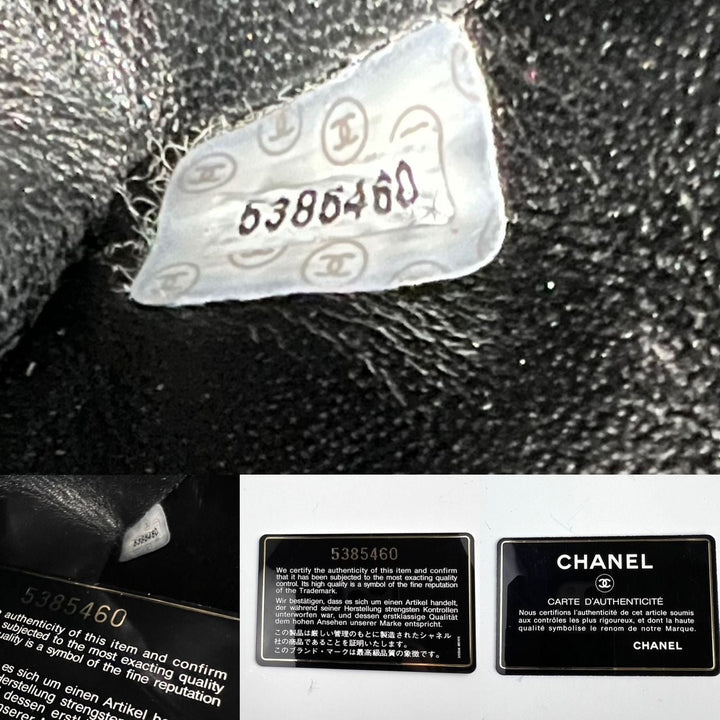 5385460
5385460
5385460
authenticity of this item and confirm
subjected to the most exacting quality
uality is a symbol of the fine reputation
es sich um einen Artikel
Herstellung strengsten
dessen
5385460
We certify the authenticity of this item and confirm
that it has been subjected to the most exacting quality
control. Its high quality is a symbol of the fine reputation
of the Trademark.
Wir bestätigen, dass es sich um einen Artikel handelt,
der während seiner Herstellung strengsten Kontrollen
unterworfen war, und dessen erstklassige Qualität
dem hohen Ansehen unserer Marke entspricht.
この製品は厳しい管理のもとに製造されたシャネル
社の商品であることを証明いたします。
このブランド・マークは最高級品質の象徴です。
CHANEL
CARTE D'AUTHENTICITÉ
Nous certifions l'authenticité de cet article soumis
aux contrôles les plus rigoureux, et dont la haute
qualité symbolise le renom de notre Marque.
CHANEL